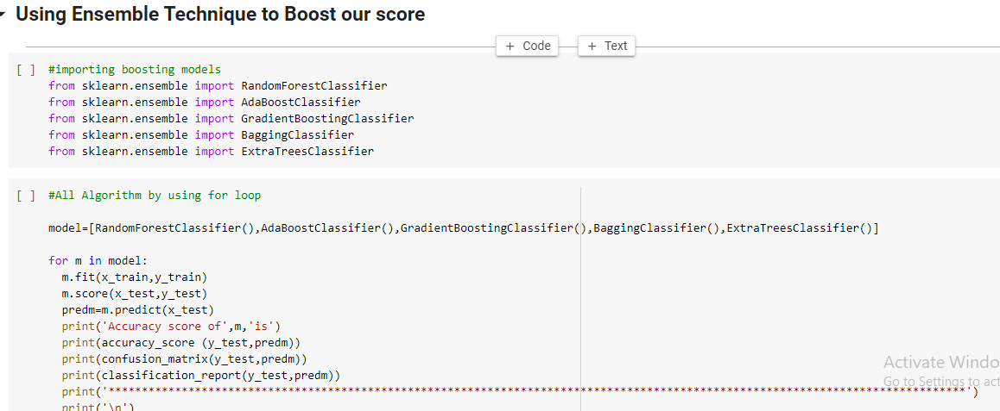 Using Ensemble Technique to Boost our score
+ Code + Text
[ ] #importing boosting models
from sklearn.ensemble import RandomForestClassifier
from sklearn.ensemble import AdaBoostClassifier
from sklearn.ensemble import GradientBoostingClassifier
from sklearn.ensemble import BaggingClassifier
from sklearn.ensemble import ExtraTreesClassifier
[ ] #All Algorithm by using for loop
model=[RandomForestClassifier(),AdaBoostClassifier(),GradientBoostingClassifier(),BaggingClassifier(),ExtraTreesClassifier()]
for m in model:
  m.fit(x_train,y_train)
  m.score(x_test,y_test)
  predm=m.predict(x_test)
  print('Accuracy score of',m,'is')
  print(accuracy_score (y_test,predm))
  print(confusion_matrix(y_test,predm))
  print(classification_report(y_test,predm))
  print('*********************************************************************************************************************************')
  print('\n')
Activate Windo
Go to Settings to act